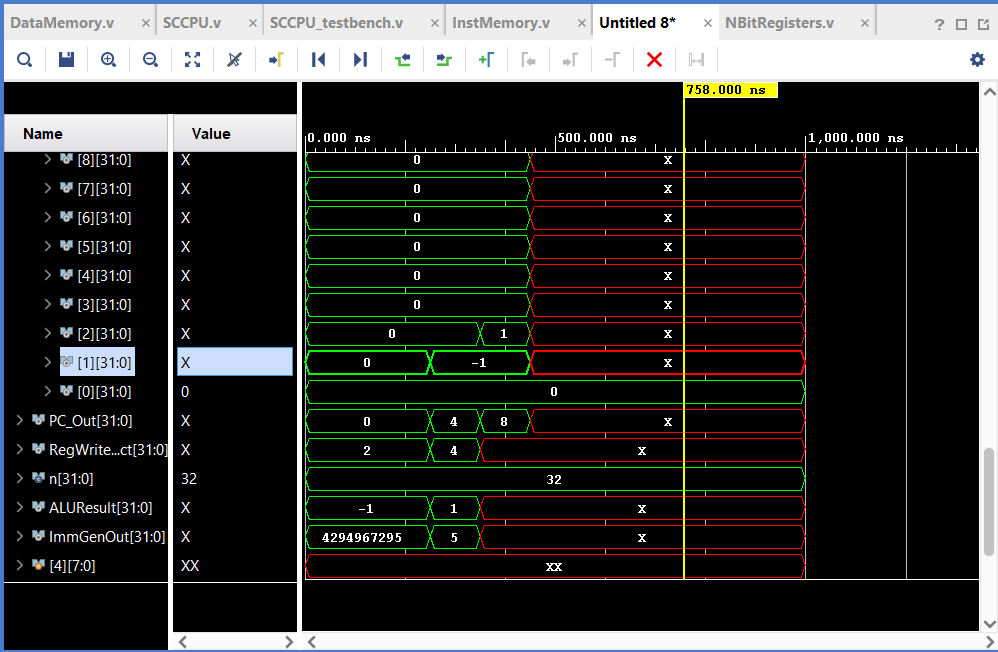 DataMemory.v × SCCPU.v × SCCPU_testbench.v × InstMemory.v × Untitled 8* × NBitRegisters.v × ?
758.000 ns
Name Value 0.000 ns 500.000 ns 1,000.000 ns
[8][31:0] X 0 X
[7][31:0] X 0 X
[6][31:0] X 0 X
[5][31:0] X 0 X
[4][31:0] X 0 X
[3][31:0] X 0 X
[2][31:0] X 0 1 X
[1][31:0] X 0 -1 X
[0][31:0] 0 0
PC_Out[31:0] X 0 4 8 X
RegWrite...ct[31:0] X 2 4 X
n[31:0] 32 32
ALUResult[31:0] X -1 1 X
ImmGenOut[31:0] X 4294967295 5 X
[4][7:0] XX XX